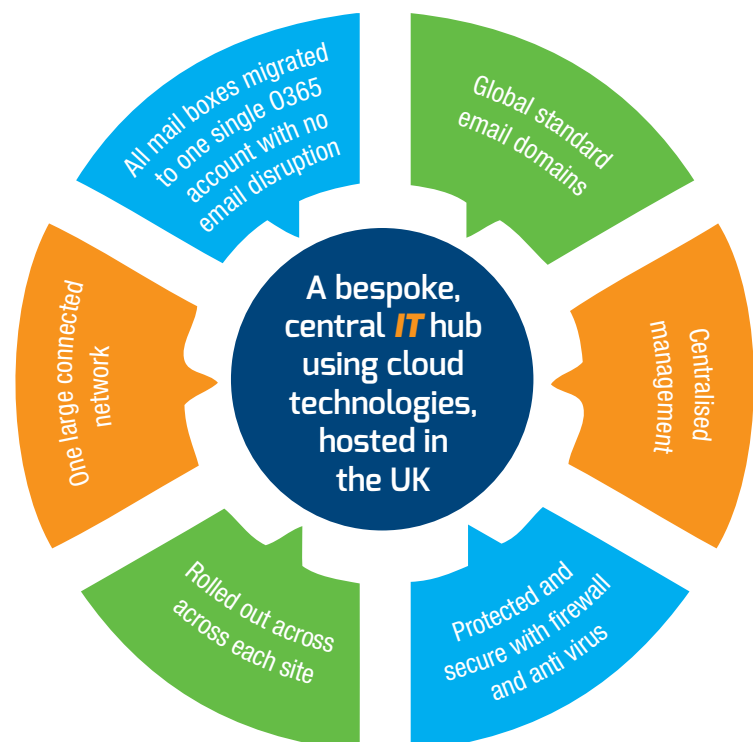 All mail boxes migrated
to one single O365
account with no
email disruption
Global standard
email domains
Centralised
management
Protected and
secure with firewall
and anti virus
Rolled out across
across each site
One large connected
network
A bespoke,
central IT hub
using cloud
technologies,
hosted in
the UK